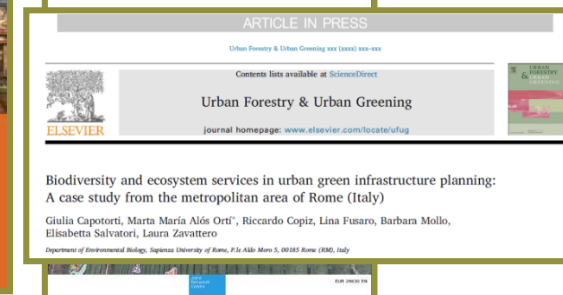 ARTICLE IN PRESS
Urban Forestry & Urban Greening xxx (xxxx) xxx–xxx
Contents lists available at ScienceDirect
Urban Forestry & Urban Greening
journal homepage: www.elsevier.com/locate/ufug
ELSEVIER
URBAN
FORESTRY
& URBAN
GREENING
Biodiversity and ecosystem services in urban green infrastructure planning:
A case study from the metropolitan area of Rome (Italy)
Giulia Capotorti, Marta María Alós Ortí*, Riccardo Copiz, Lina Fusaro, Barbara Mollo,
Elisabetta Salvatori, Laura Zavattero
Department of Environmental Biology, Sapienza University of Rome, P.le Aldo Moro 5, 00185 Rome (RM), Italy